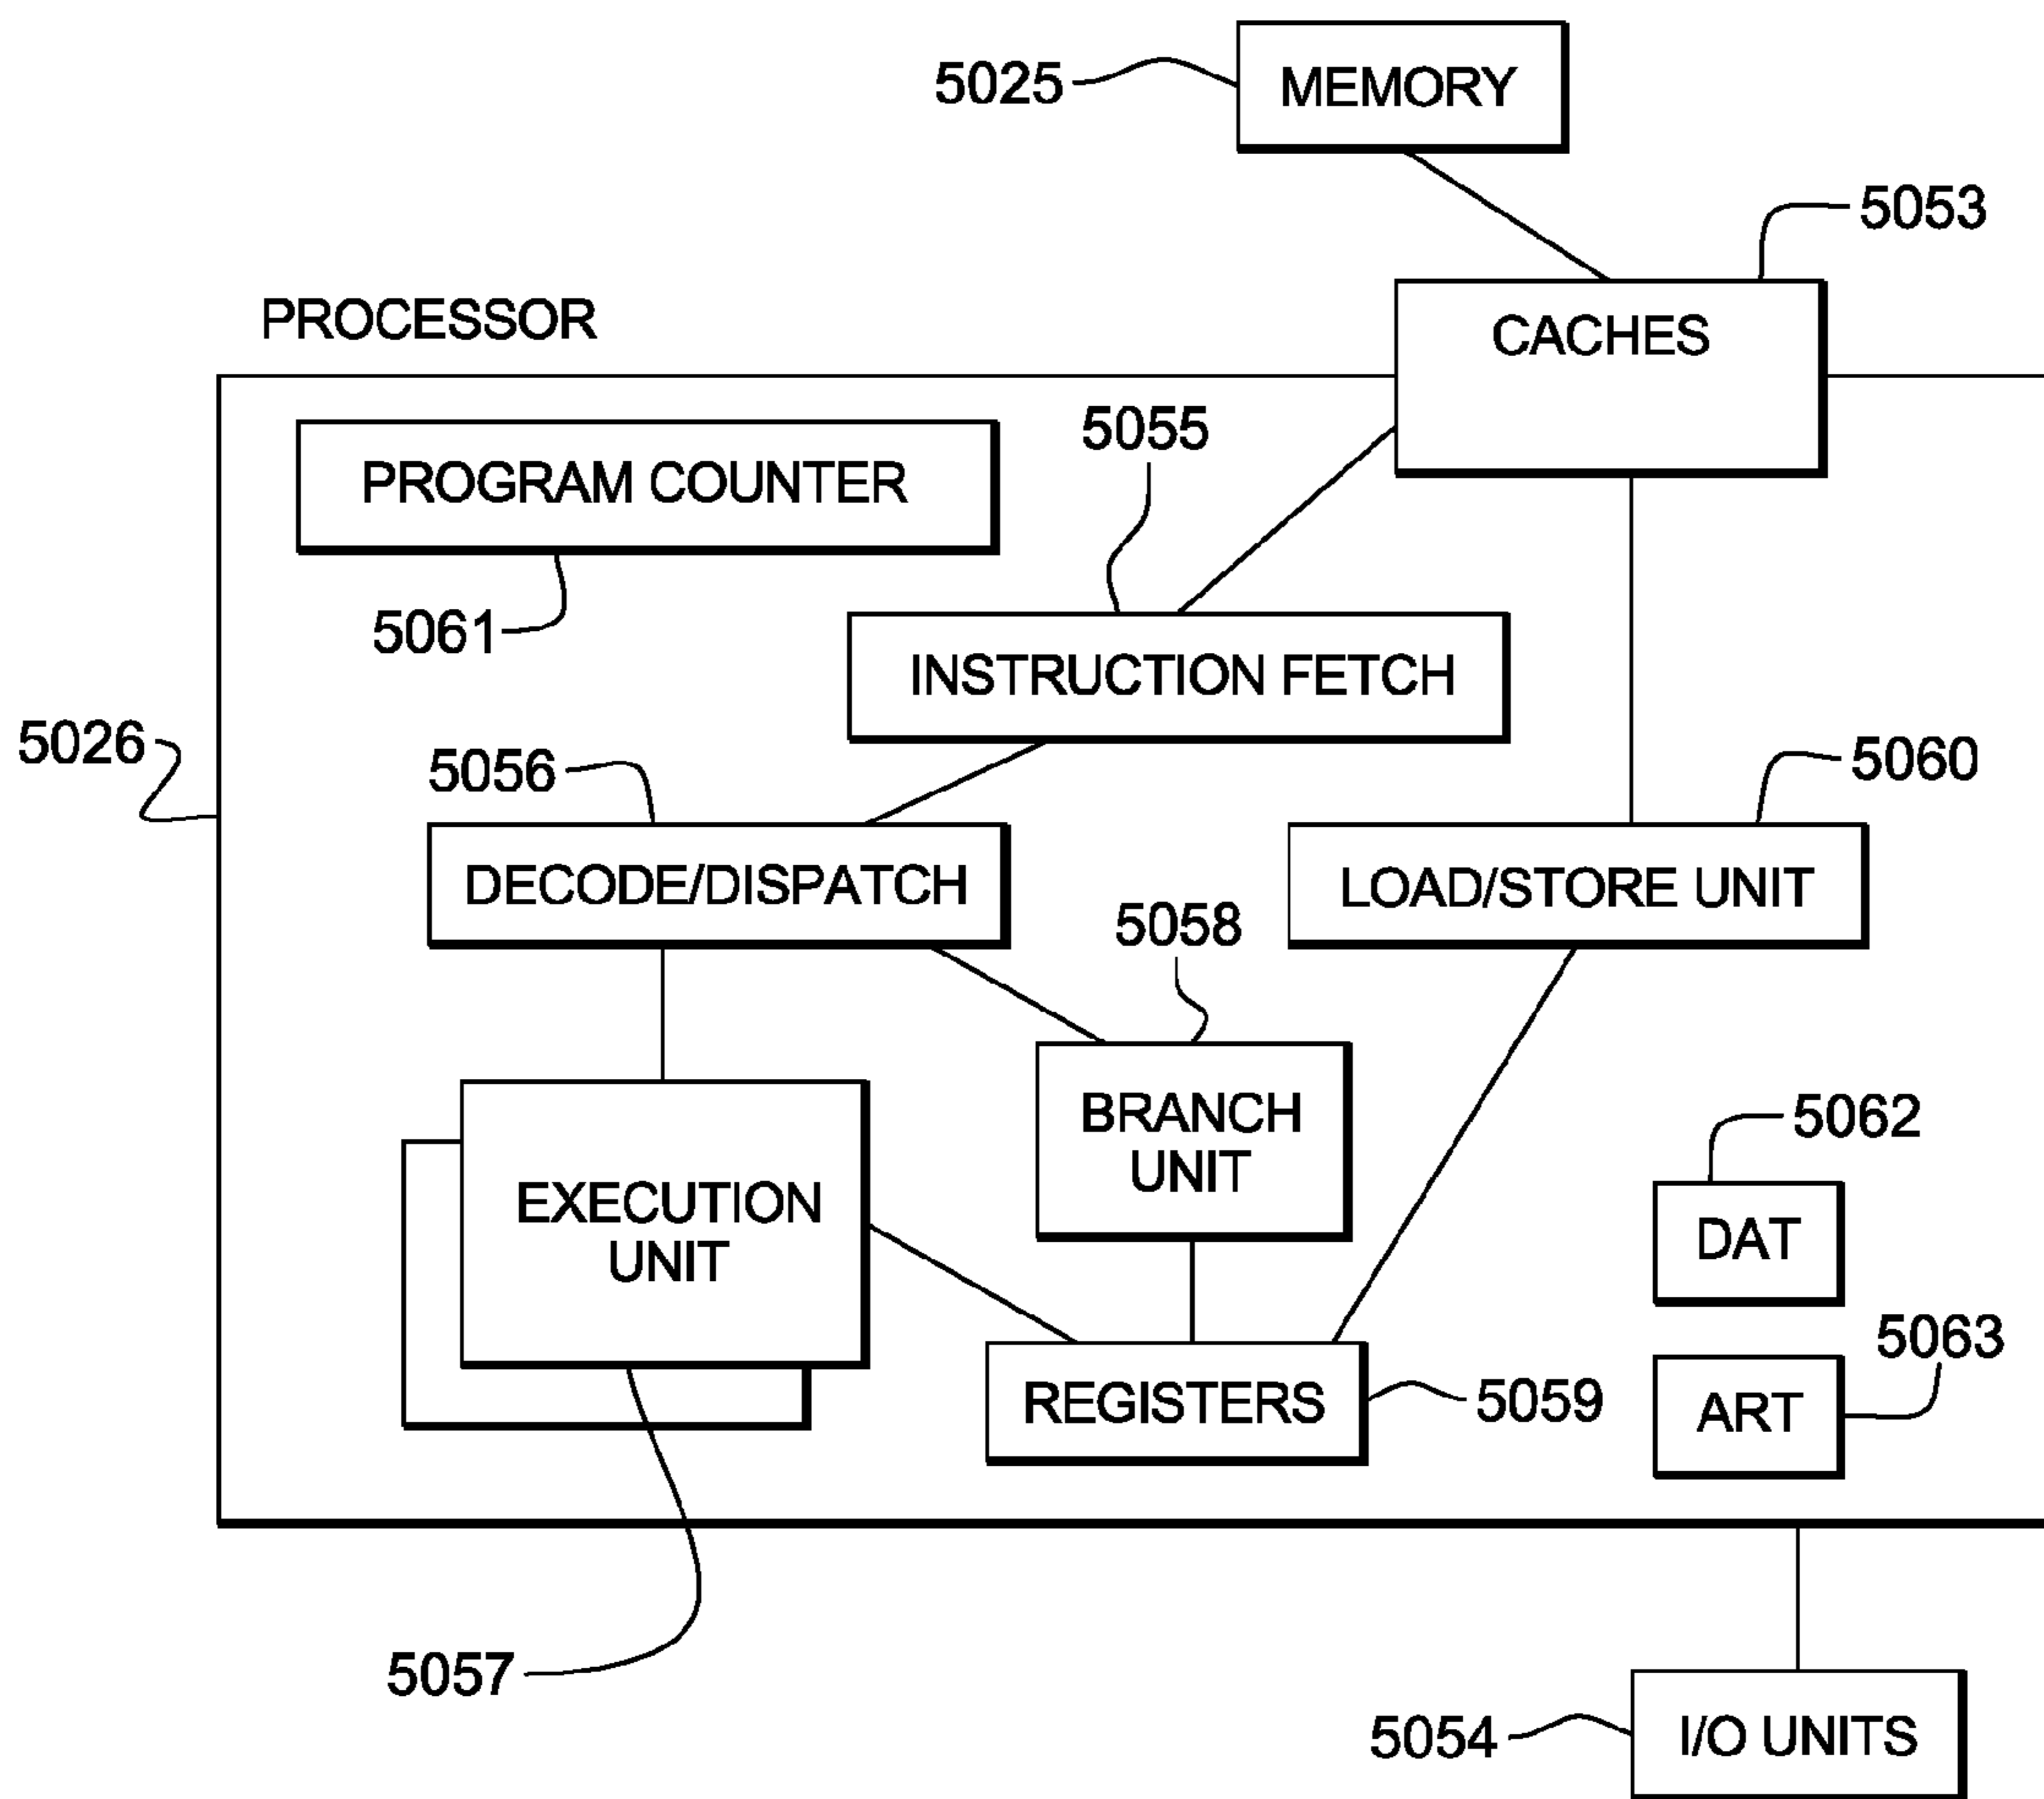 5025
MEMORY
5053
PROCESSOR
CACHES
5055
PROGRAM COUNTER
5061
INSTRUCTION FETCH
5026
5056
5060
DECODE/DISPATCH
LOAD/STORE UNIT
5058
BRANCH
UNIT
5062
EXECUTION
UNIT
DAT
5063
REGISTERS
5059
ART
5057
5054
I/O UNITS